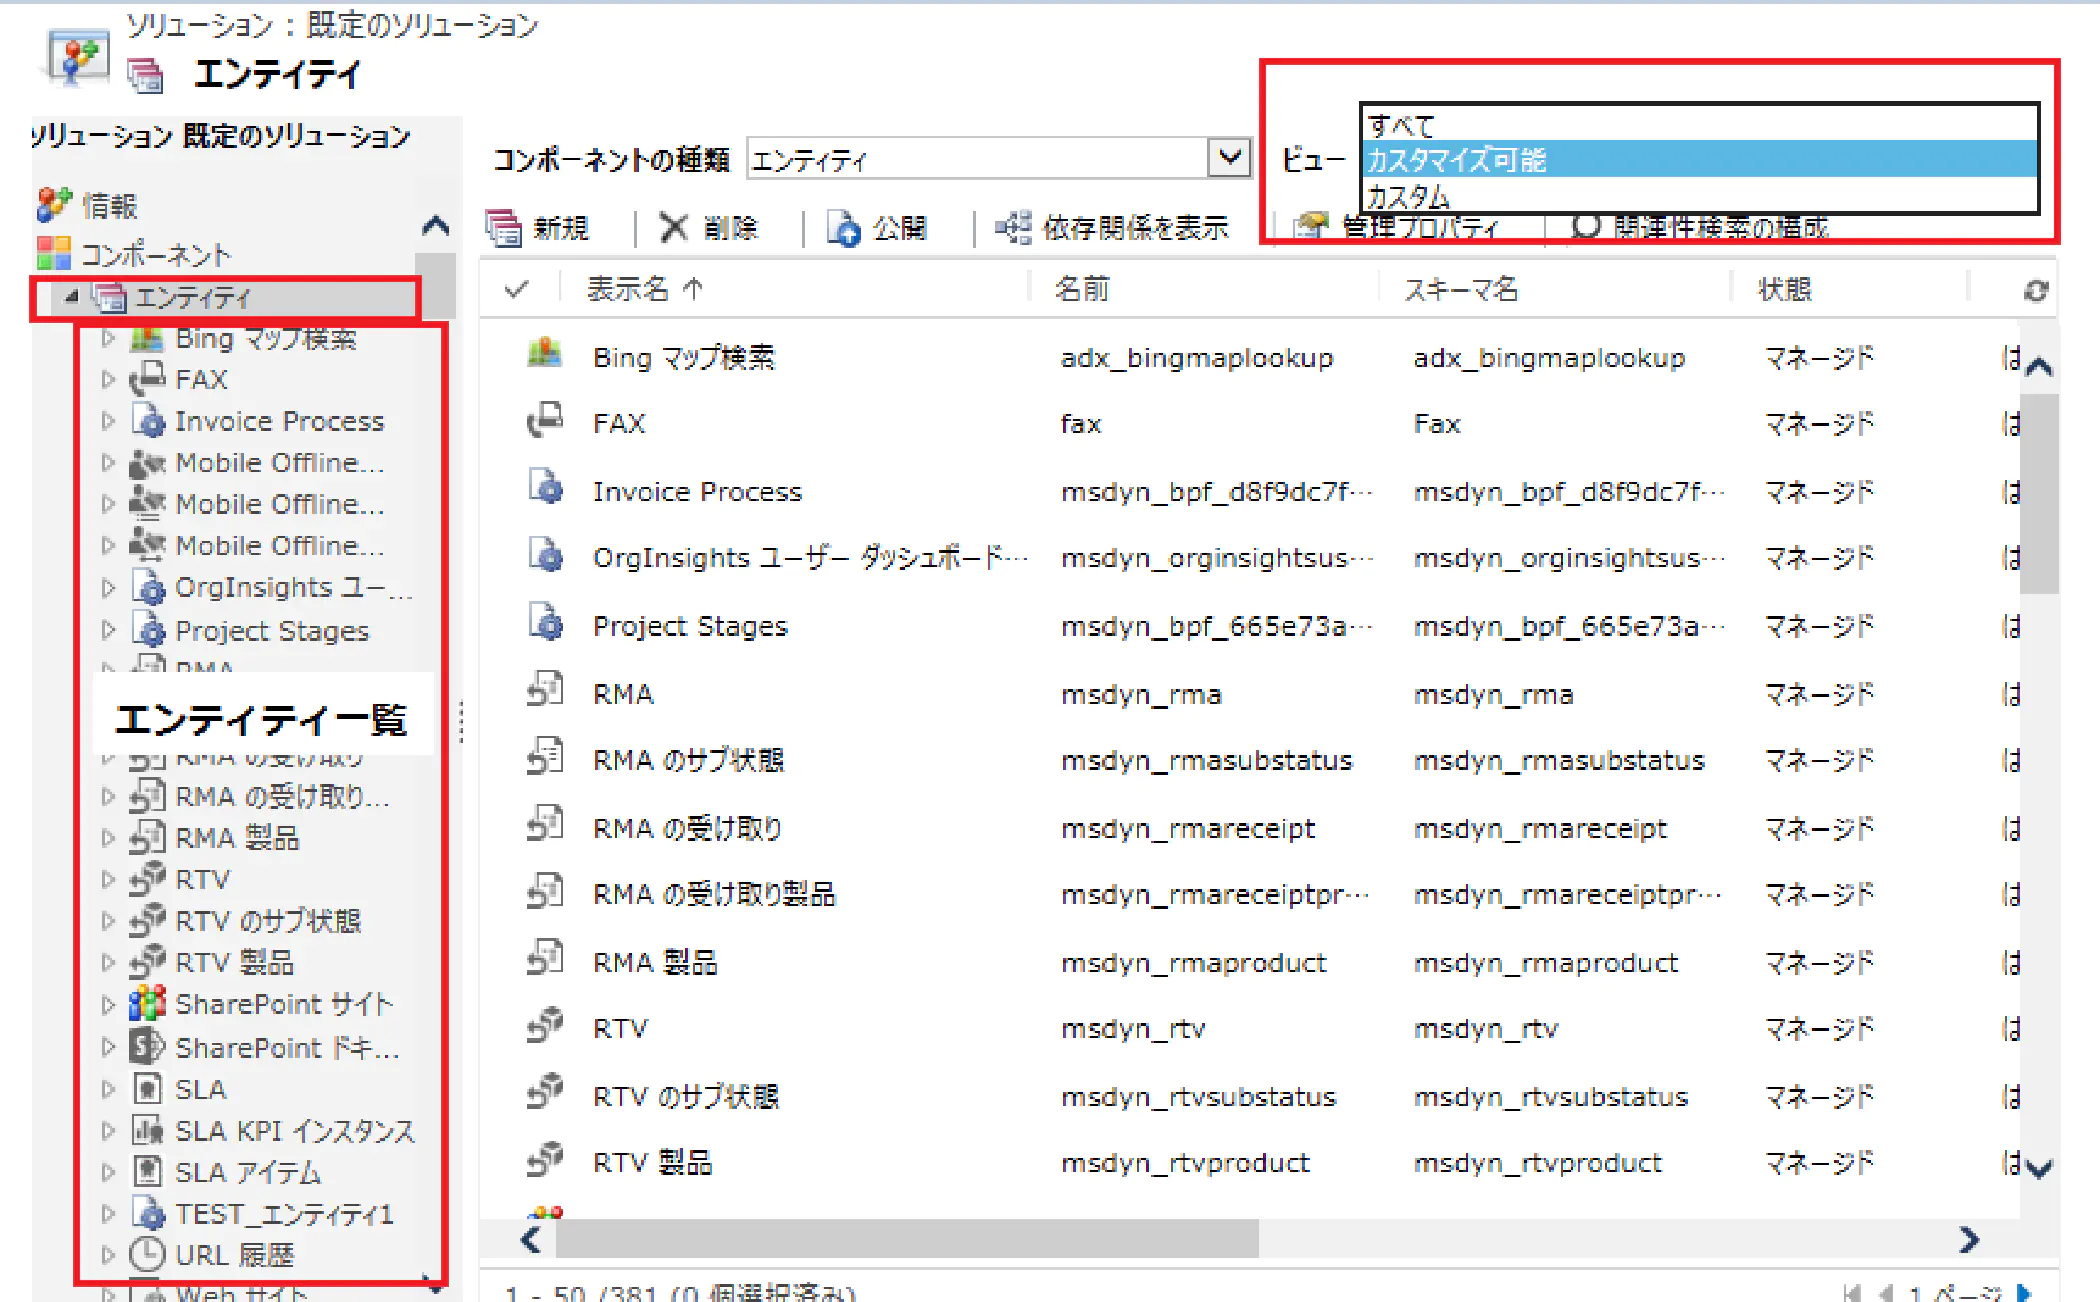 ソリューション : 既定のソリューション
エンティティ
ソリューション 既定のソリューション
情報
コンポーネント
エンティティ
Bing マップ検索
FAX
Invoice Process
Mobile Offline...
Mobile Offline...
Mobile Offline...
OrgInsights ユー...
Project Stages
RMA
エンティティ一覧
RMA の受け取り
RMA の受け取り...
RMA 製品
RTV
RTV のサブ状態
RTV 製品
SharePoint サイト
SharePoint ドキ...
SLA
SLA KPI インスタンス
SLA アイテム
TEST_エンティティ1
URL 履歴
Web サイト
コンポーネントの種類 エンティティ
ビュー
すべて
カスタマイズ可能
カスタム
新規 削除 公開 依存関係を表示 管理プロパティ 関連性検索の構成
表示名 ↑ 名前 スキーマ名 状態
Bing マップ検索 adx_bingmaplookup adx_bingmaplookup マネージド は
FAX fax Fax マネージド は
Invoice Process msdyn_bpf_d8f9dc7f… msdyn_bpf_d8f9dc7f… マネージド は
OrgInsights ユーザー ダッシュボード… msdyn_orginsightsus… msdyn_orginsightsus… マネージド は
Project Stages msdyn_bpf_665e73a… msdyn_bpf_665e73a… マネージド は
RMA msdyn_rma msdyn_rma マネージド は
RMA のサブ状態 msdyn_rmasubstatus msdyn_rmasubstatus マネージド は
RMA の受け取り msdyn_rmareceipt msdyn_rmareceipt マネージド は
RMA の受け取り製品 msdyn_rmareceiptpr… msdyn_rmareceiptpr… マネージド は
RMA 製品 msdyn_rmaproduct msdyn_rmaproduct マネージド は
RTV msdyn_rtv msdyn_rtv マネージド は
RTV のサブ状態 msdyn_rtvsubstatus msdyn_rtvsubstatus マネージド は
RTV 製品 msdyn_rtvproduct msdyn_rtvproduct マネージド は
1 - 50 /381 (0 個選択済み) 1 ページ